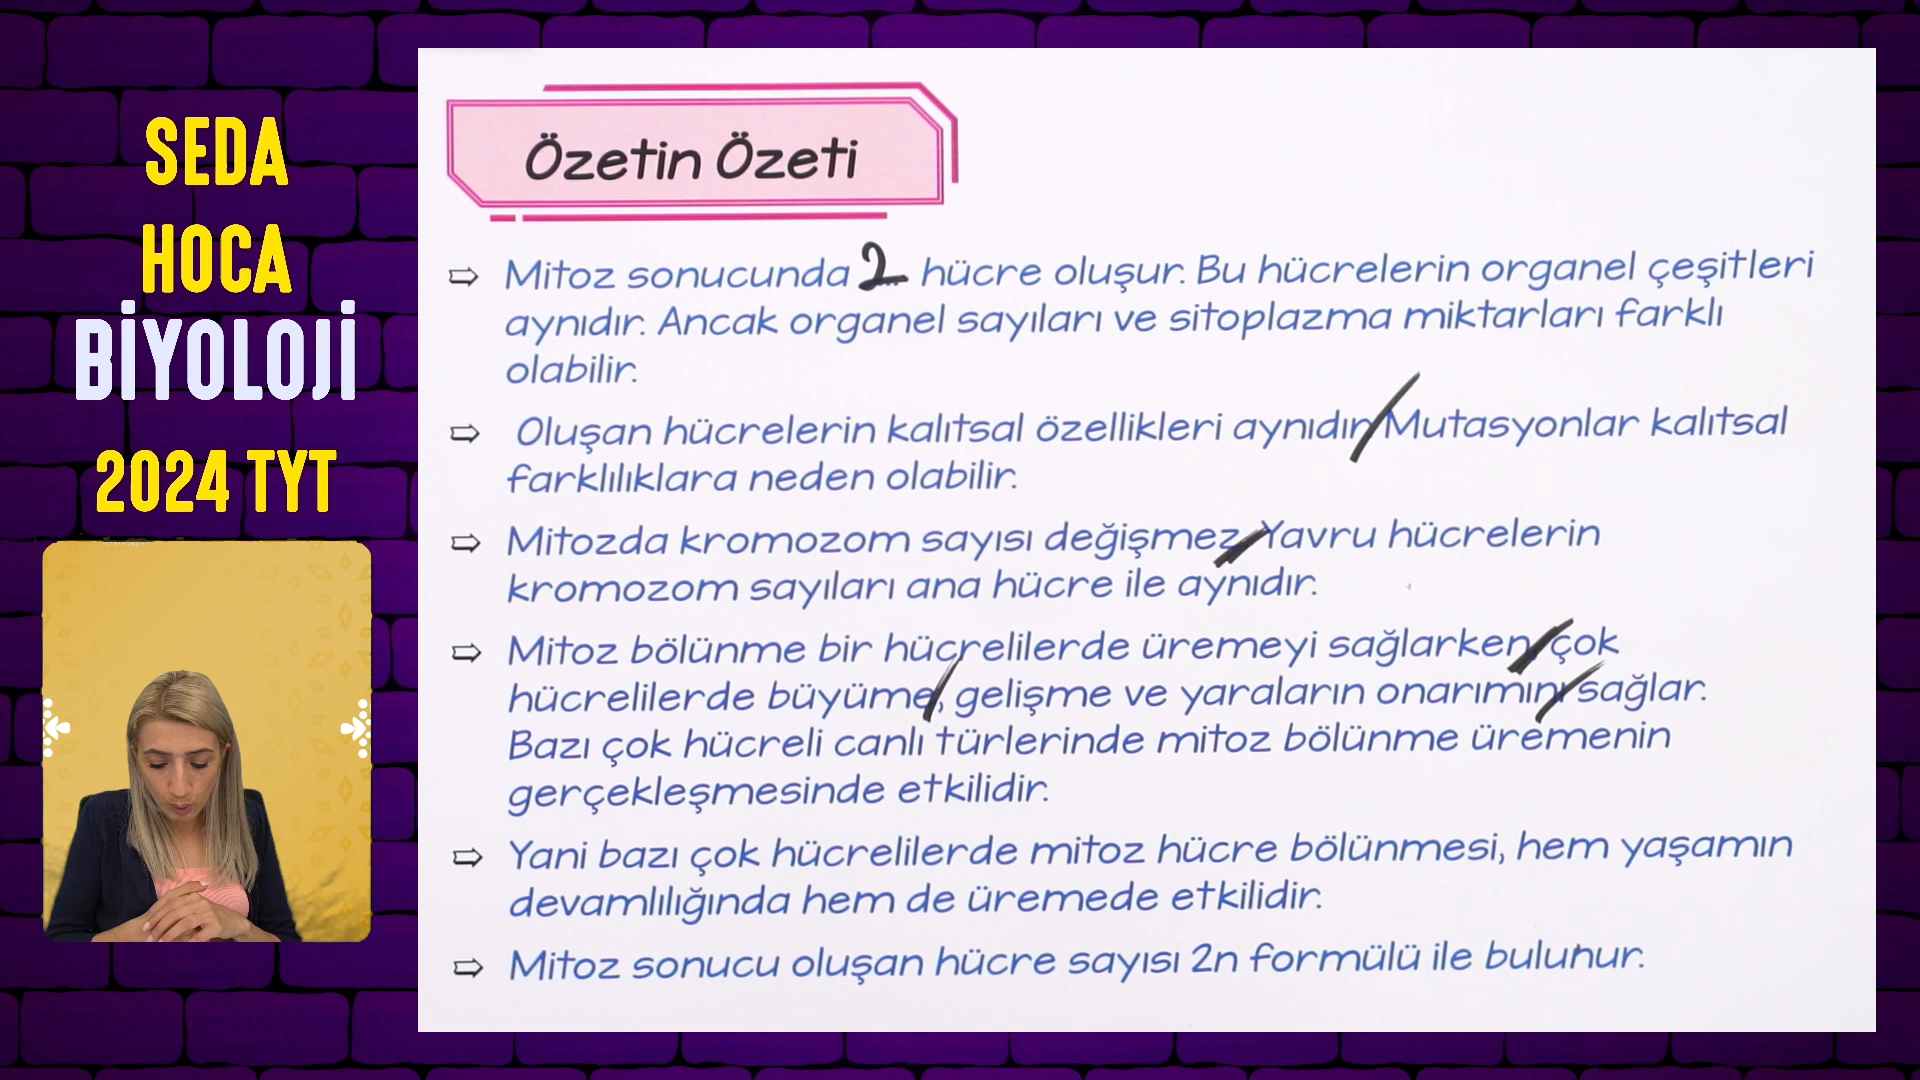 SEDA
HOCA
BİYOLOJİ
2024 TYT
Özetin Özeti
⇨ Mitoz sonucunda 2 hücre oluşur. Bu hücrelerin organel çeşitleri
aynıdır. Ancak organel sayıları ve sitoplazma miktarları farklı
olabilir.
⇨ Oluşan hücrelerin kalıtsal özellikleri aynıdır. Mutasyonlar kalıtsal
farklılıklara neden olabilir.
⇨ Mitozda kromozom sayısı değişmez. Yavru hücrelerin
kromozom sayıları ana hücre ile aynıdır.
⇨ Mitoz bölünme bir hücrelilerde üremeyi sağlarken, çok
hücrelilerde büyüme, gelişme ve yaraların onarımını sağlar.
Bazı çok hücreli canlı türlerinde mitoz bölünme üremenin
gerçekleşmesinde etkilidir.
⇨ Yani bazı çok hücrelilerde mitoz hücre bölünmesi, hem yaşamın
devamlılığında hem de üremede etkilidir.
⇨ Mitoz sonucu oluşan hücre sayısı 2n formülü ile bulunur.